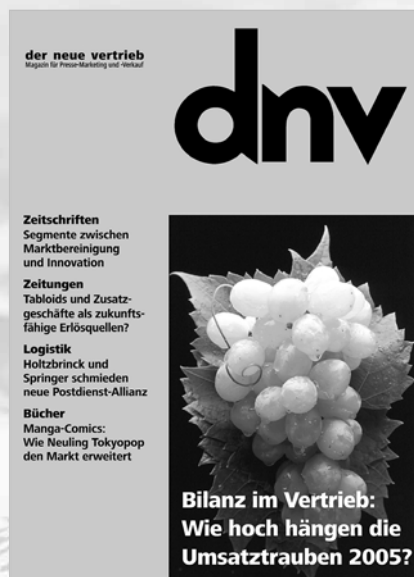 der neue vertrieb
Magazin für Presse-Marketing und -Verkauf
dnv
Zeitschriften
Segmente zwischen
Marktbereinigung
und Innovation
Zeitungen
Tabloids und Zusatz-
geschäfte als zukunfts-
fähige Erlösquellen?
Logistik
Holtzbrinck und
Springer schmieden
neue Postdienst-Allianz
Bücher
Manga-Comics:
Wie Neuling Tokyopop
den Markt erweitert
Bilanz im Vertrieb:
Wie hoch hängen die
Umsatztrauben 2005?